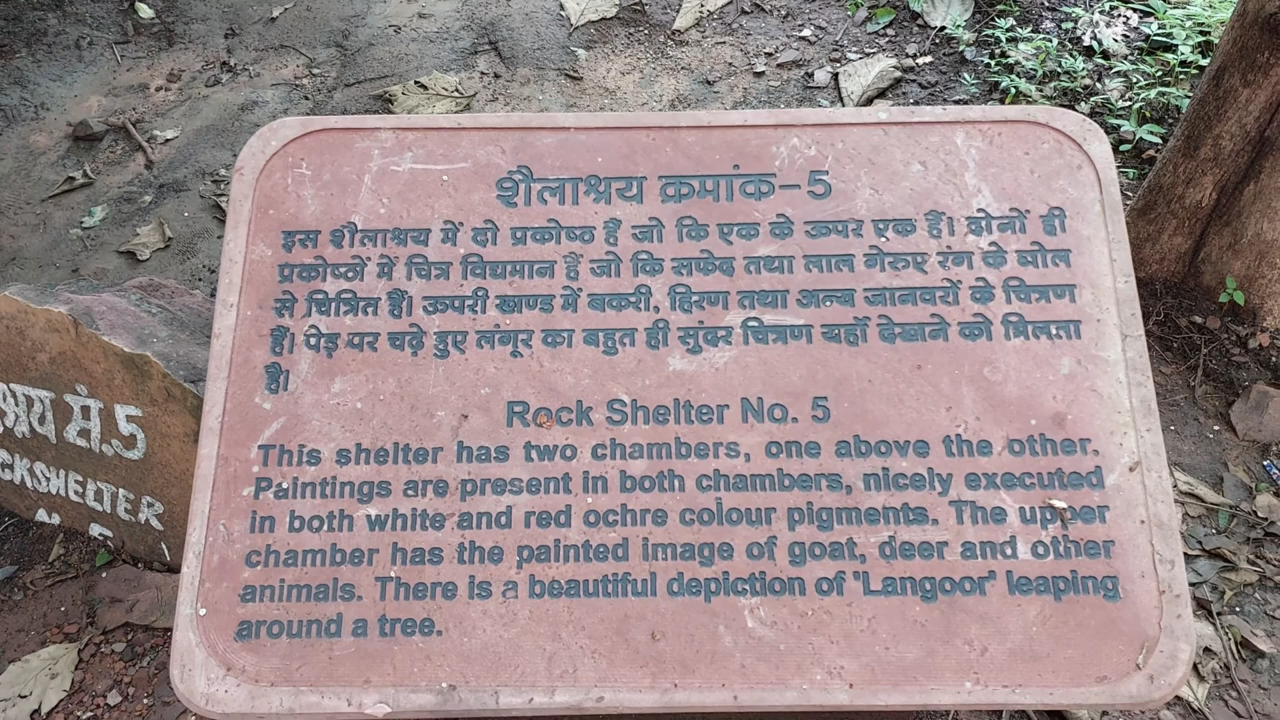 शैलाश्रय क्रमांक-5
इस शैलाश्रय में दो प्रकोष्ठ हैं जो कि एक के ऊपर एक हैं। दोनों ही
प्रकोष्ठों में चित्र विद्यमान हैं जो कि सफेद तथा लाल गेरुए रंग के घोल
से चित्रित हैं। ऊपरी खण्ड में बकरी, हिरण तथा अन्य जानवरों के चित्रण
हैं। पेड़ पर चढ़े हुए लंगूर का बहुत ही सुंदर चित्रण यहाँ देखने को मिलता
है।
Rock Shelter No. 5
This shelter has two chambers, one above the other.
Paintings are present in both chambers, nicely executed
in both white and red ochre colour pigments. The upper
chamber has the painted image of goat, deer and other
animals. There is a beautiful depiction of 'Langoor' leaping
around a tree.
श्रय सं.5
CKSHELTER